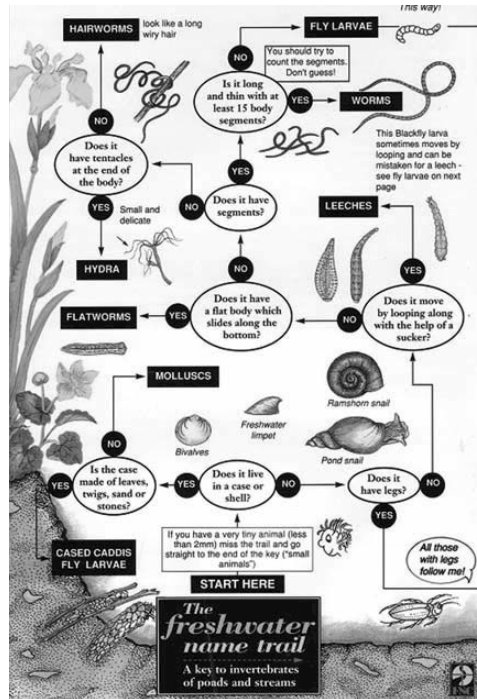 This way!
HAIRWORMS
look like a long
wiry hair
FLY LARVAE
NO
You should try to
count the segments.
Don't guess!
Is it long
and thin with at
least 15 body
segments?
YES
WORMS
NO
Does it
have tentacles
at the end of
the body?
This Blackfly larva
sometimes moves by
looping and can be
mistaken for a leech -
see fly larvae on next
page
YES
NO
Does it have
segments?
LEECHES
YES
Small and
delicate
HYDRA
NO
YES
FLATWORMS
YES
Does it have
a flat body which
slides along the
bottom?
NO
Does it move
by looping along
with the help of a
sucker?
MOLLUSCS
Ramshorn snail
Freshwater
limpet
NO
Bivalves
Pond snail
YES
Is the case
made of leaves,
twigs, sand or
stones?
YES
Does it live
in a case or
shell?
NO
Does it
have legs?
NO
YES
If you have a very tiny animal (less
than 2mm) miss the trail and go
straight to the end of the key ("small
animals")
CASED CADDIS
FLY LARVAE
All those
with legs
follow me!
START HERE
The
freshwater
name trail
A key to invertebrates
of ponds and streams